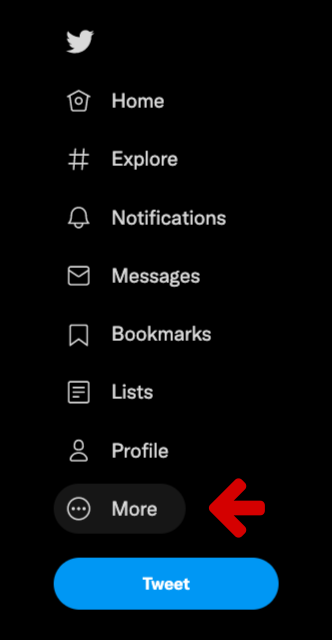 Home
Explore
Notifications
Messages
Bookmarks
Lists
Profile
More
Tweet